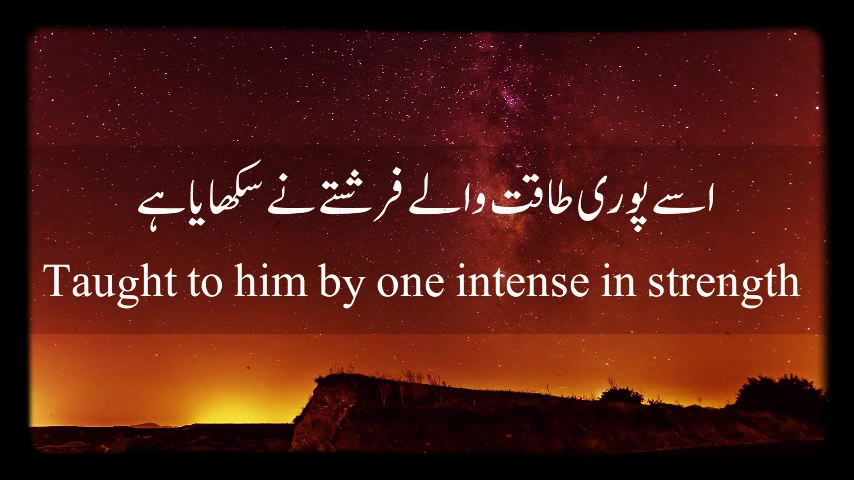 اسے پوری طاقت والے فرشتے نے سکھایا ہے
Taught to him by one intense in strength